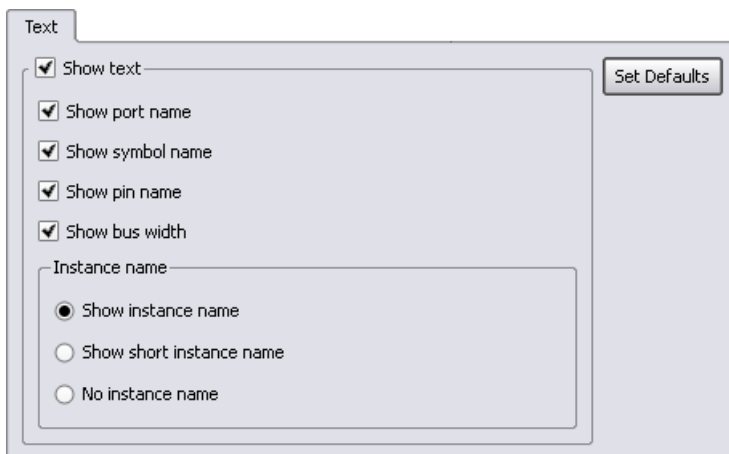 Text
Show text
Set Defaults
Show port name
Show symbol name
Show pin name
Show bus width
Instance name
Show instance name
Show short instance name
No instance name